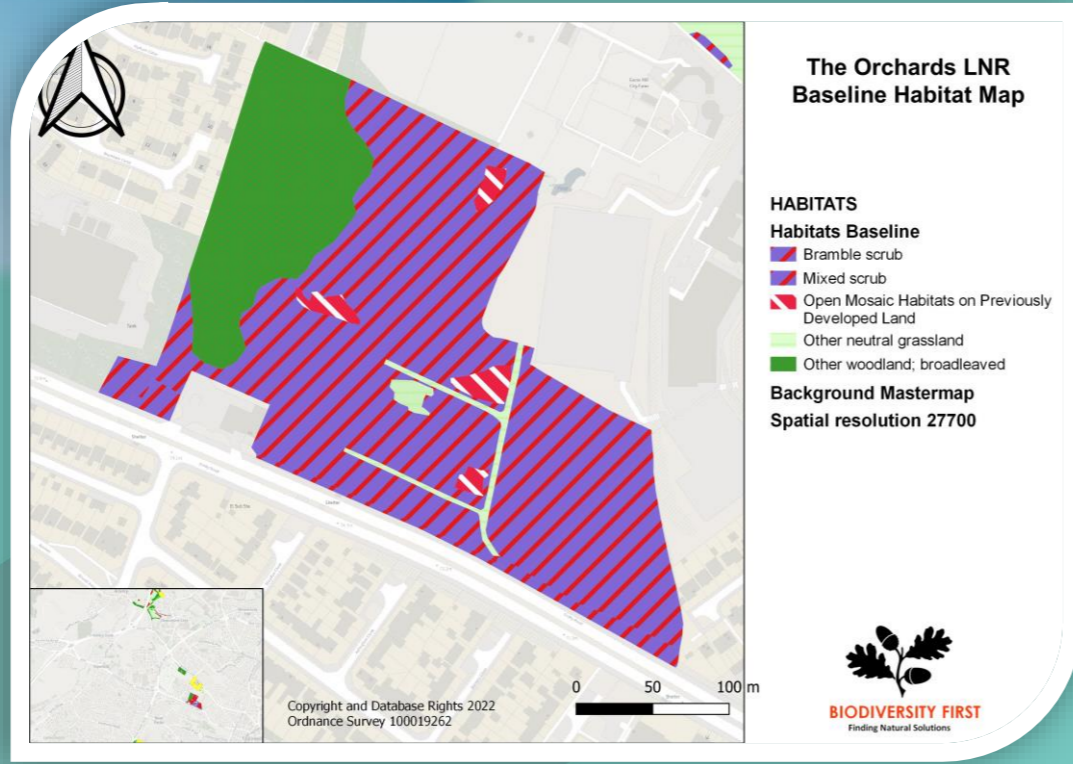 The Orchards LNR
Baseline Habitat Map
HABITATS
Habitats Baseline
Bramble scrub
Mixed scrub
Open Mosaic Habitats on Previously
Developed Land
Other neutral grassland
Other woodland; broadleaved
Background Mastermap
Spatial resolution 27700
0 50 100 m
Copyright and Database Rights 2022
Ordnance Survey 100019262
BIODIVERSITY FIRST
Finding Natural Solutions